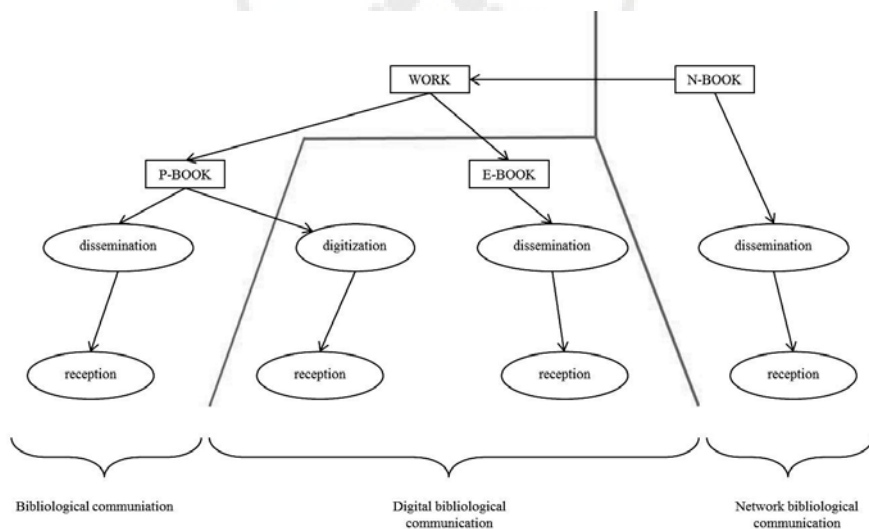 WORK
N-BOOK
P-BOOK
E-BOOK
dissemination
digitization
dissemination
dissemination
reception
reception
reception
reception
Bibliological communiation
Digital bibliological
communication
Network bibliological
communication